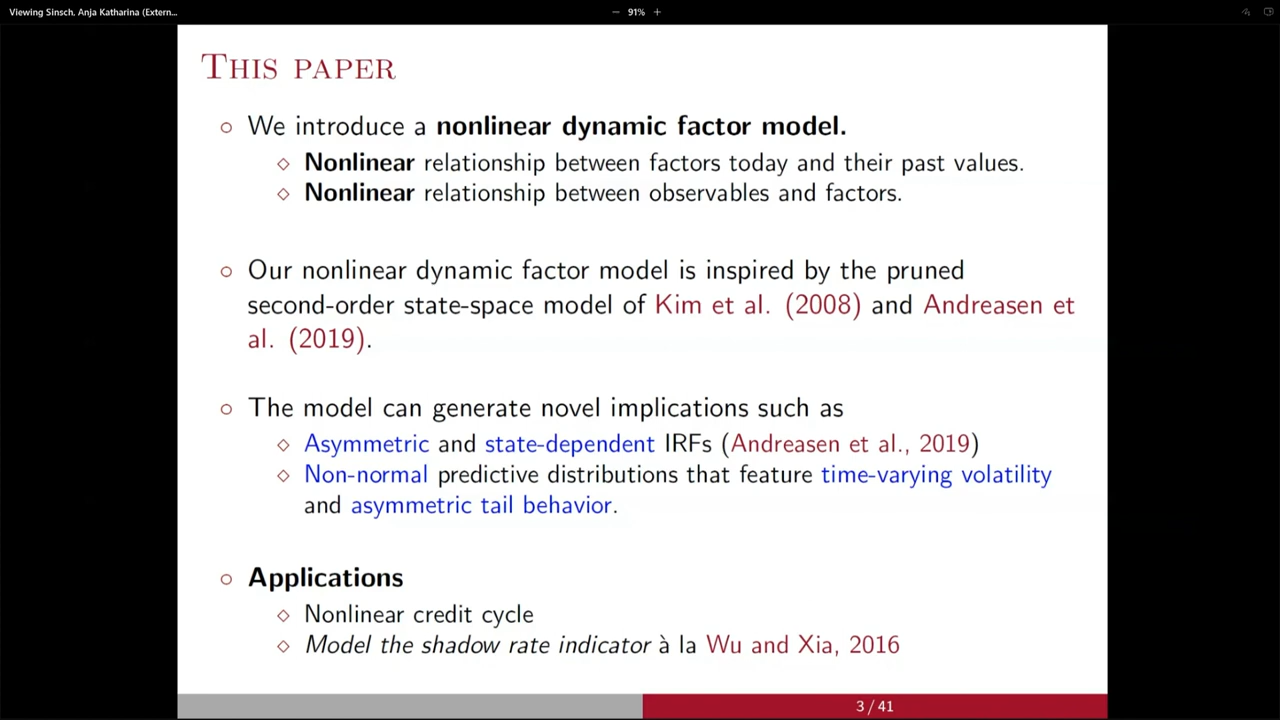 Viewing Sinsch, Anja Katharina (Extern...
− 91% +
THIS PAPER
We introduce a nonlinear dynamic factor model.
Nonlinear relationship between factors today and their past values.
Nonlinear relationship between observables and factors.
Our nonlinear dynamic factor model is inspired by the pruned
second-order state-space model of Kim et al. (2008) and Andreasen et
al. (2019).
The model can generate novel implications such as
Asymmetric and state-dependent IRFs (Andreasen et al., 2019)
Non-normal predictive distributions that feature time-varying volatility
and asymmetric tail behavior.
Applications
Nonlinear credit cycle
Model the shadow rate indicator à la Wu and Xia, 2016
3 / 41